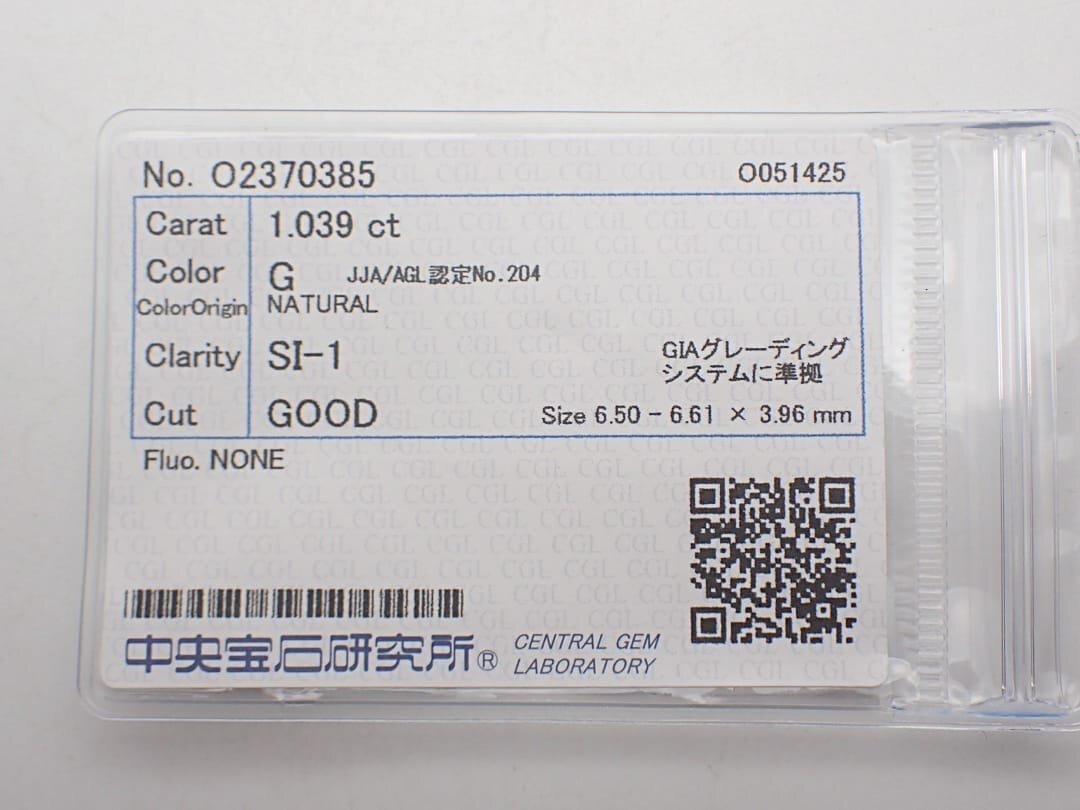 No. O2370385 O051425
Carat 1.039 ct
Color G JJA/AGL認定No.204
ColorOrigin NATURAL
Clarity SI-1 GIAグレーディング
システムに準拠
Cut GOOD Size 6.50 - 6.61 × 3.96 mm
Fluo. NONE
中央宝石研究所® CENTRAL GEM
LABORATORY